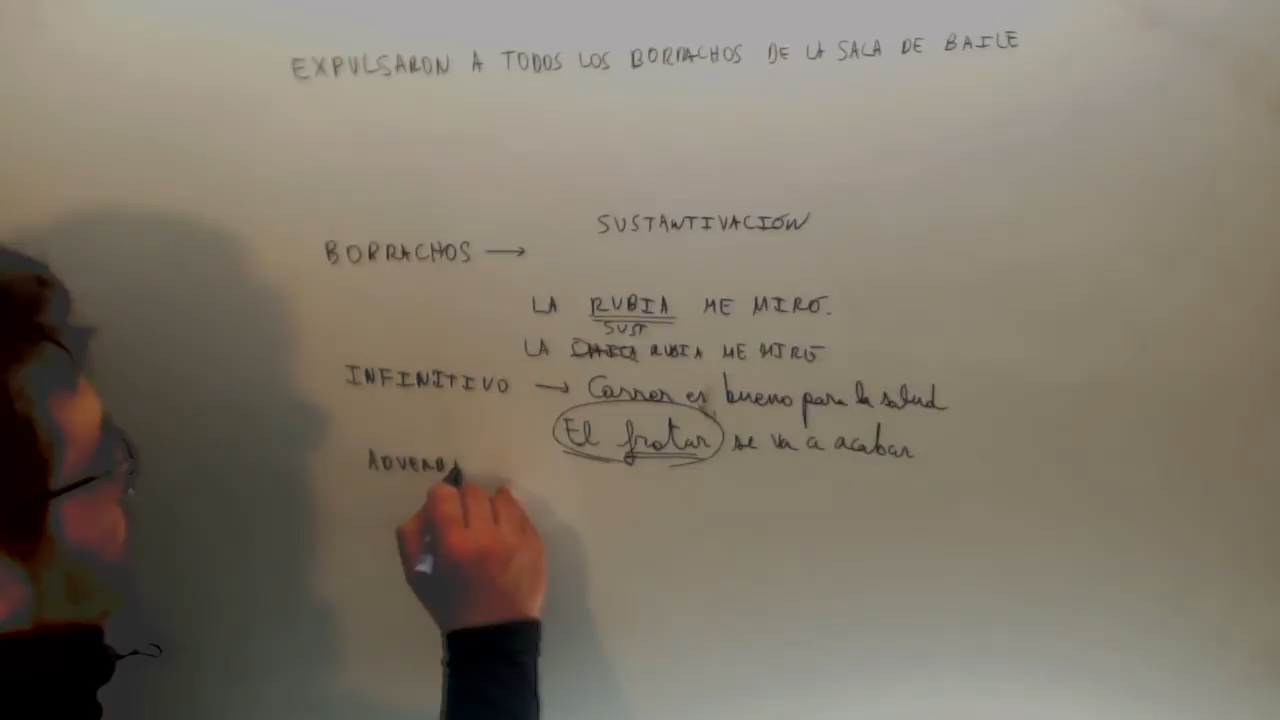 EXPULSARON A TODOS LOS BORRACHOS DE LA SALA DE BAILE
SUSTANTIVACIÓN
BORRACHOS →
LA RUBIA ME MIRÓ.
SUST
LA CHICA RUBIA ME MIRÓ
INFINITIVO → Correr es bueno para la salud
El frotar se va a acabar
ADVERB